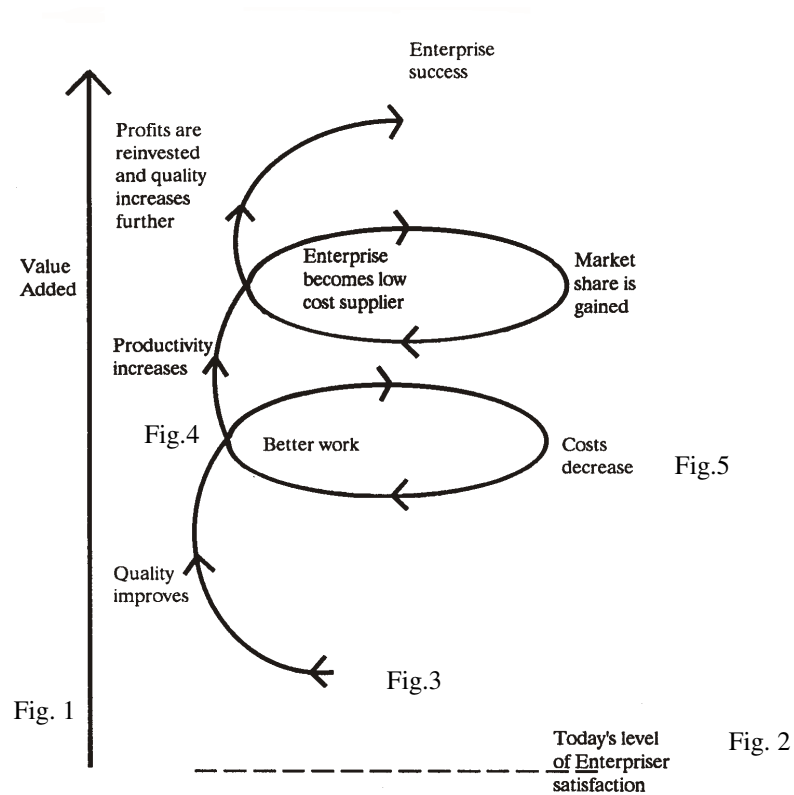 Enterprise
success
Profits are
reinvested
and quality
increases
further
Value
Added
Enterprise
becomes low
cost supplier
Market
share is
gained
Productivity
increases
Fig.4
Better work
Costs
decrease
Fig.5
Quality
improves
Fig.3
Fig. 1
Today's level
of Enterpriser
satisfaction
Fig. 2